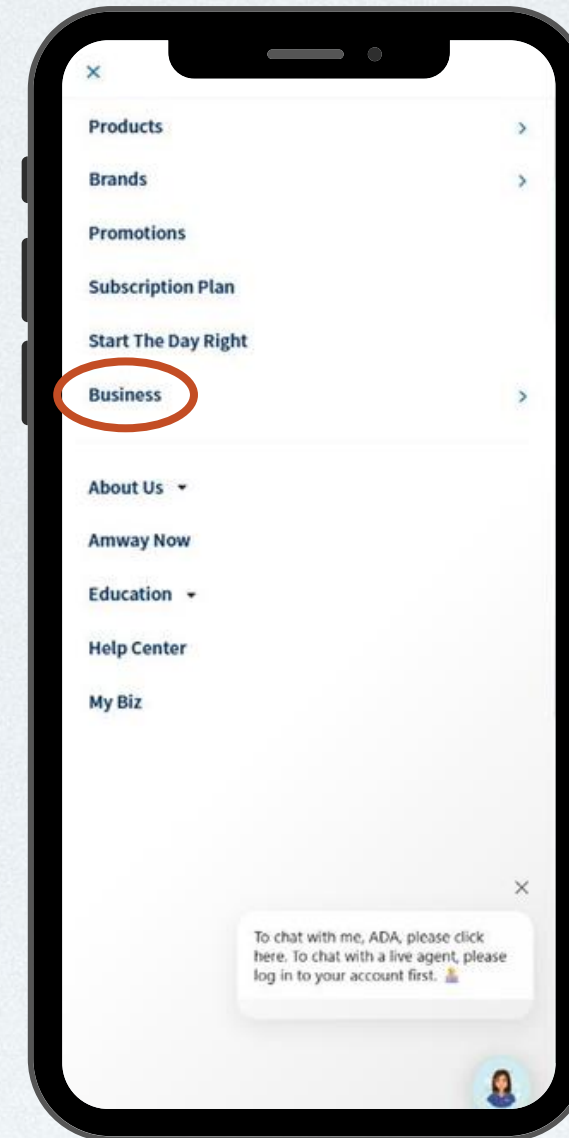 Products
Brands
Promotions
Subscription Plan
Start The Day Right
Business
About Us
Amway Now
Education
Help Center
My Biz
To chat with me, ADA, please click
here. To chat with a live agent, please
log in to your account first.